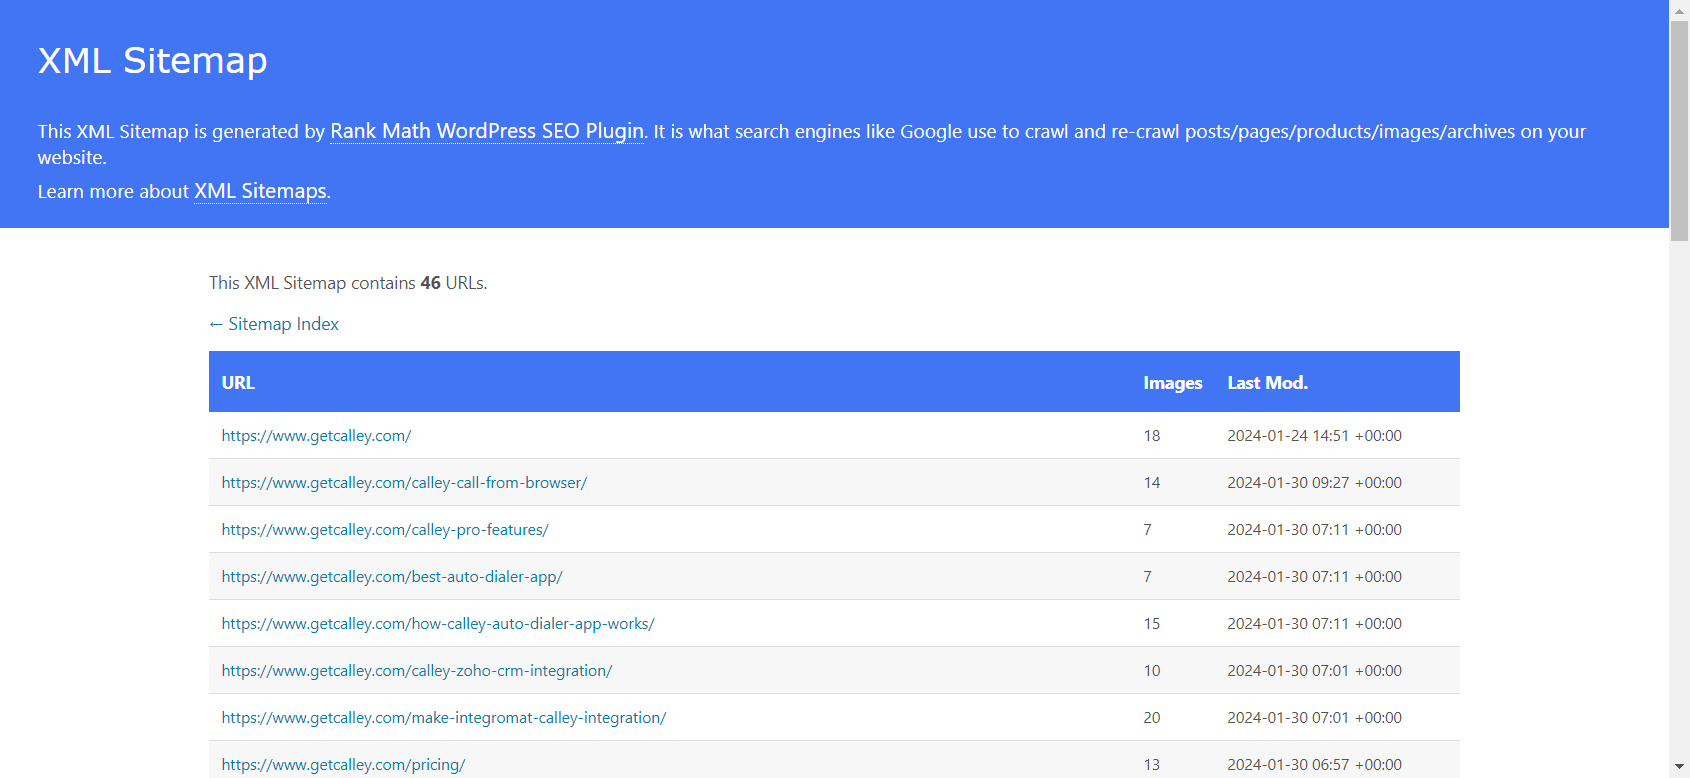 XML Sitemap
This XML Sitemap is generated by Rank Math WordPress SEO Plugin. It is what search engines like Google use to crawl and re-crawl posts/pages/products/images/archives on your
website.
Learn more about XML Sitemaps.
This XML Sitemap contains 46 URLs.
← Sitemap Index
URL Images Last Mod.
https://www.getcalley.com/ 18 2024-01-24 14:51 +00:00
https://www.getcalley.com/calley-call-from-browser/ 14 2024-01-30 09:27 +00:00
https://www.getcalley.com/calley-pro-features/ 7 2024-01-30 07:11 +00:00
https://www.getcalley.com/best-auto-dialer-app/ 7 2024-01-30 07:11 +00:00
https://www.getcalley.com/how-calley-auto-dialer-app-works/ 15 2024-01-30 07:11 +00:00
https://www.getcalley.com/calley-zoho-crm-integration/ 10 2024-01-30 07:01 +00:00
https://www.getcalley.com/make-integromat-calley-integration/ 20 2024-01-30 07:01 +00:00
https://www.getcalley.com/pricing/ 13 2024-01-30 06:57 +00:00